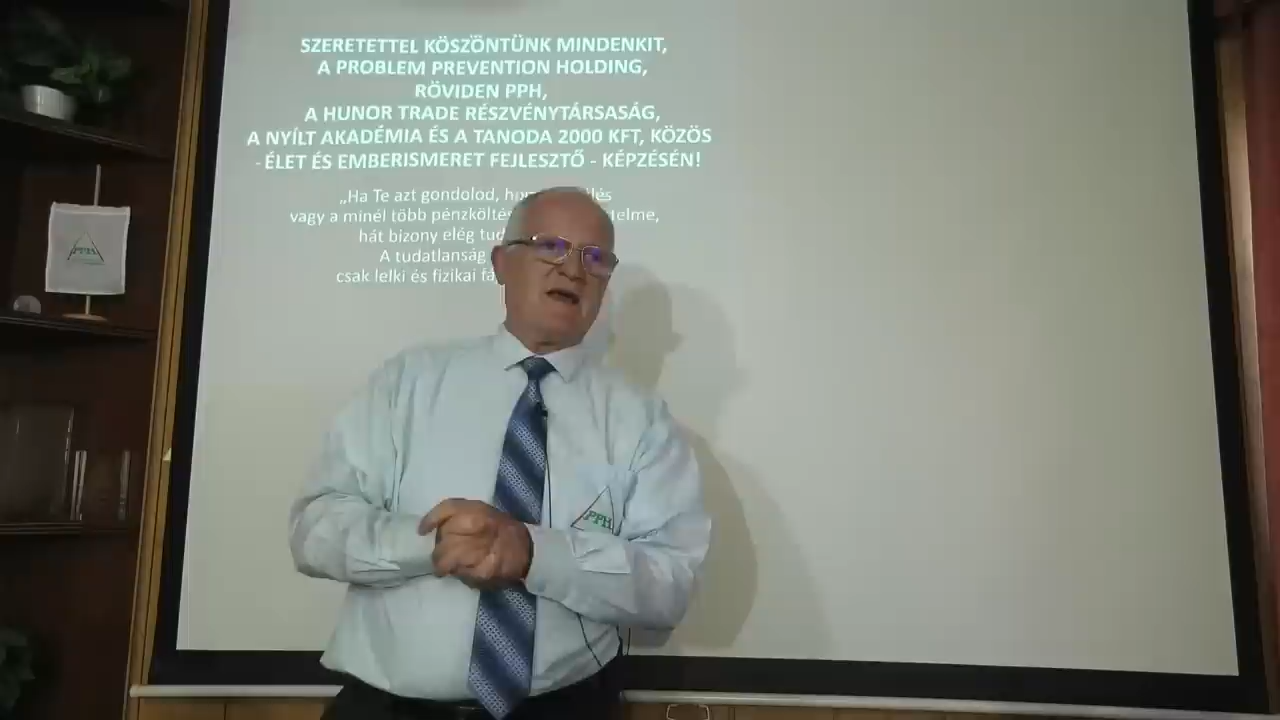 SZERETETTEL KÖSZÖNTÜNK MINDENKIT,
A PROBLEM PREVENTION HOLDING,
RÖVIDEN PPH,
A HUNOR TRADE RÉSZVÉNYTÁRSASÁG,
A NYÍLT AKADÉMIA ÉS A TANODA 2000 KFT, KÖZÖS
- ÉLET ÉS EMBERISMERET FEJLESZTŐ - KÉPZÉSÉN!
„Ha Te azt gondolod,
vagy a minél több
hát bizony elég
A tudatlanság
csak lelki és fizikai
PPH
PPH